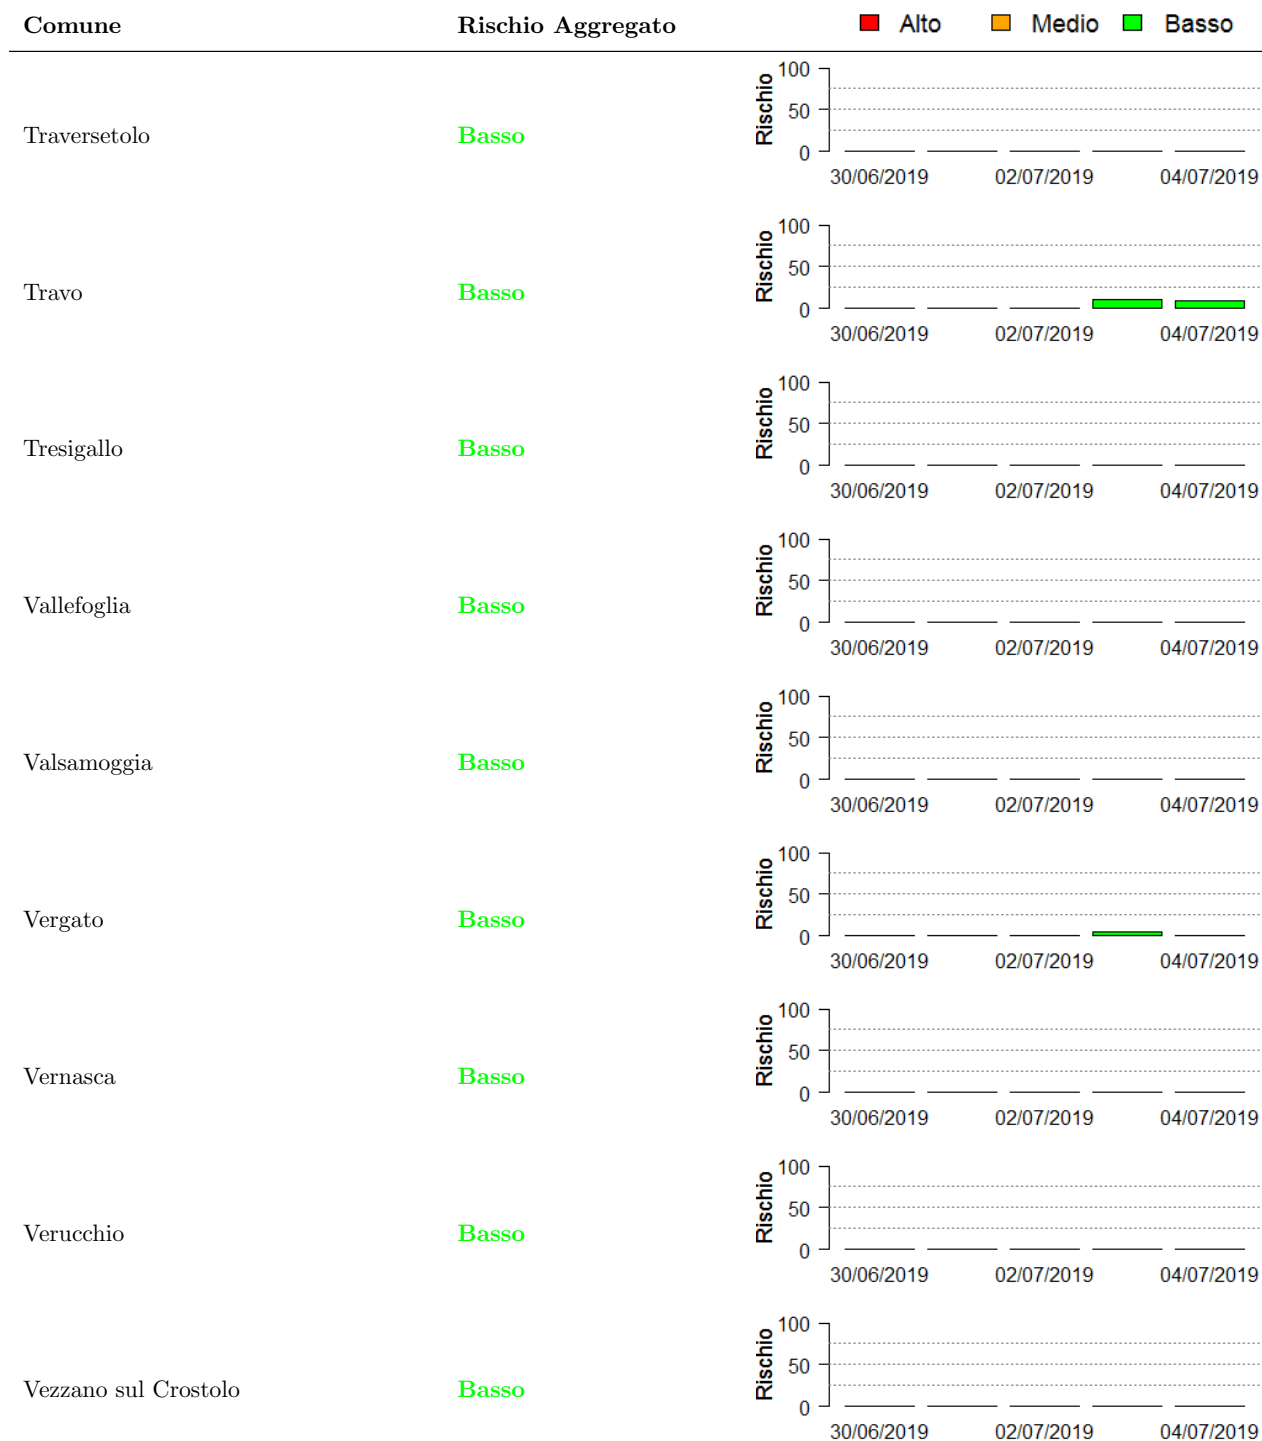 Comune Rischio Aggregato Alto Medio Basso
Traversetolo Basso Rischio 100 50 0
30/06/2019 02/07/2019 04/07/2019
Travo Basso Rischio 100 50 0
30/06/2019 02/07/2019 04/07/2019
Tresigallo Basso Rischio 100 50 0
30/06/2019 02/07/2019 04/07/2019
Vallefoglia Basso Rischio 100 50 0
30/06/2019 02/07/2019 04/07/2019
Valsamoggia Basso Rischio 100 50 0
30/06/2019 02/07/2019 04/07/2019
Vergato Basso Rischio 100 50 0
30/06/2019 02/07/2019 04/07/2019
Vernasca Basso Rischio 100 50 0
30/06/2019 02/07/2019 04/07/2019
Verucchio Basso Rischio 100 50 0
30/06/2019 02/07/2019 04/07/2019
Vezzano sul Crostolo Basso Rischio 100 50 0
30/06/2019 02/07/2019 04/07/2019